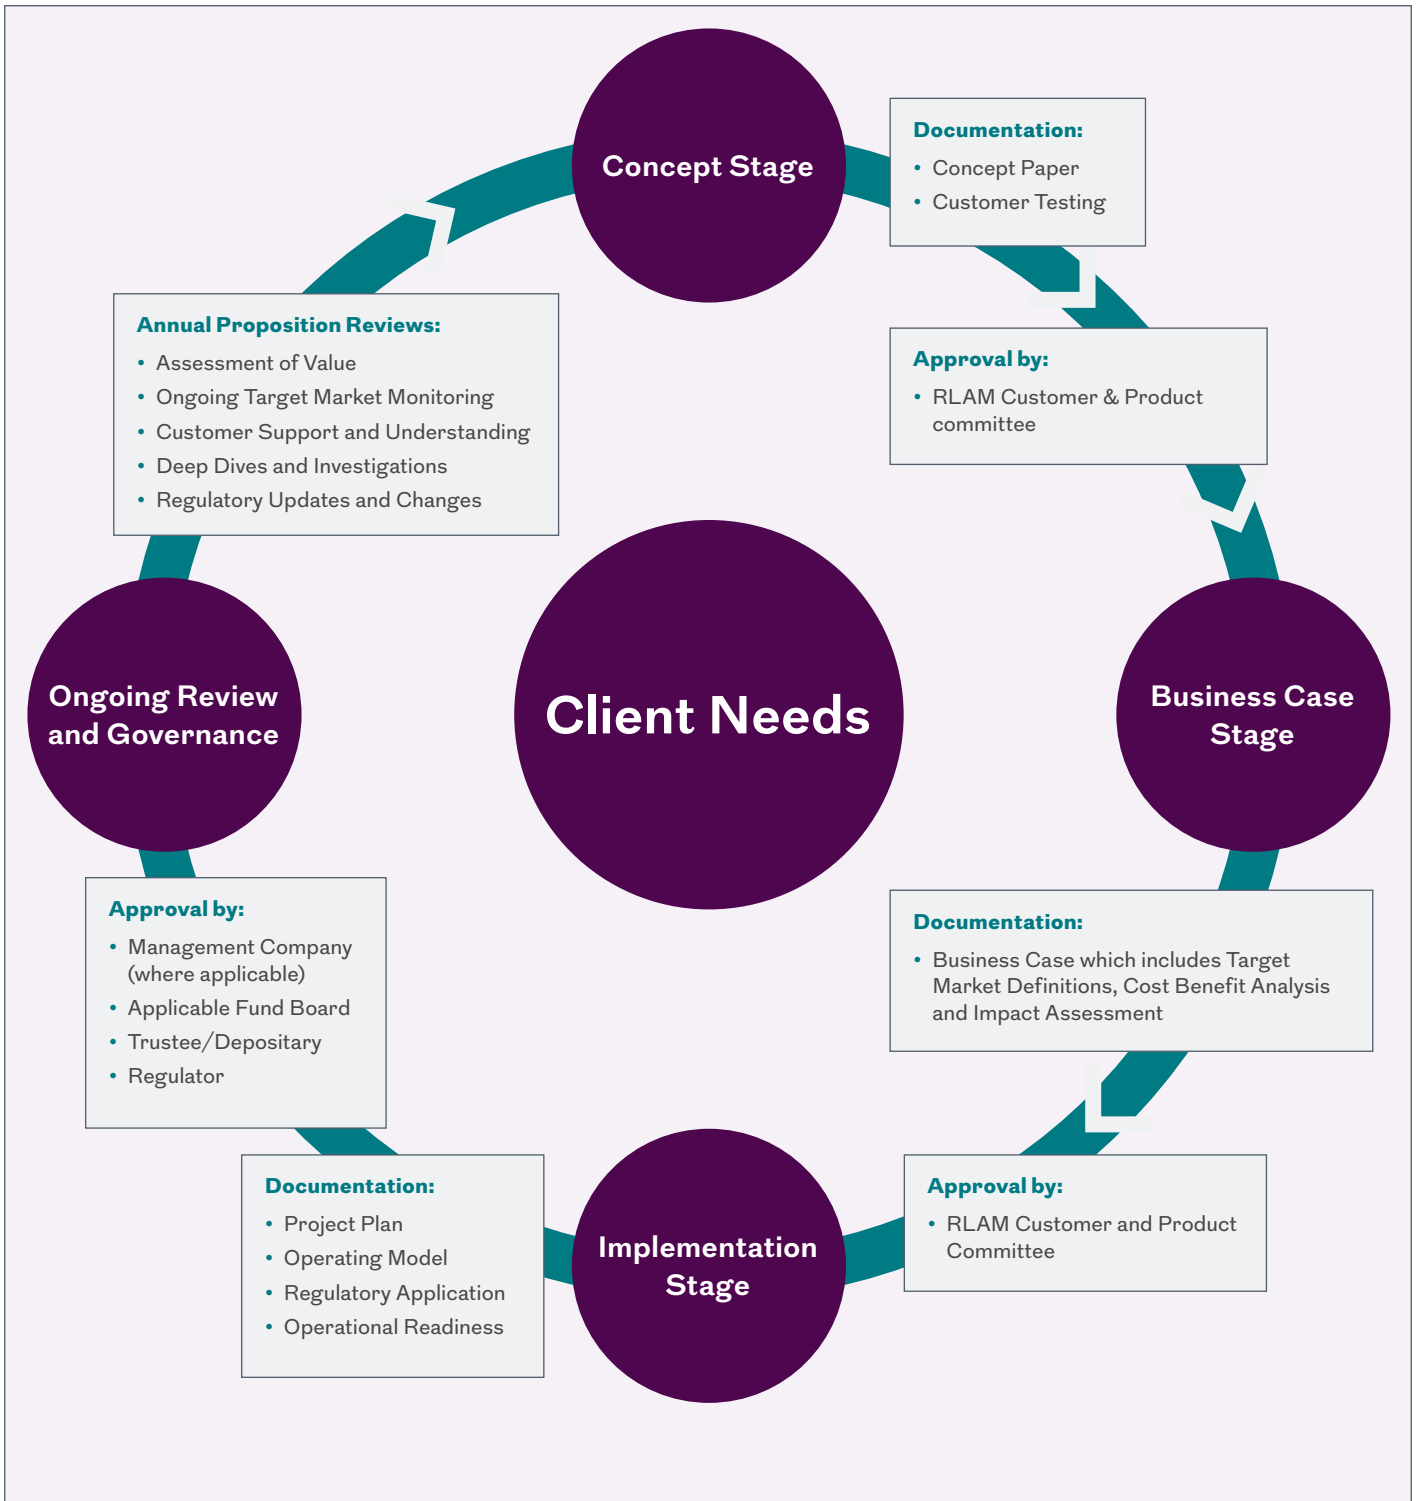 Concept Stage
Documentation:
• Concept Paper
• Customer Testing
Approval by:
• RLAM Customer & Product
committee
Business Case
Stage
Documentation:
• Business Case which includes Target
Market Definitions, Cost Benefit Analysis
and Impact Assessment
Approval by:
• RLAM Customer and Product
Committee
Implementation
Stage
Documentation:
• Project Plan
• Operating Model
• Regulatory Application
• Operational Readiness
Approval by:
• Management Company
(where applicable)
• Applicable Fund Board
• Trustee/Depositary
• Regulator
Ongoing Review
and Governance
Annual Proposition Reviews:
• Assessment of Value
• Ongoing Target Market Monitoring
• Customer Support and Understanding
• Deep Dives and Investigations
• Regulatory Updates and Changes
Client Needs